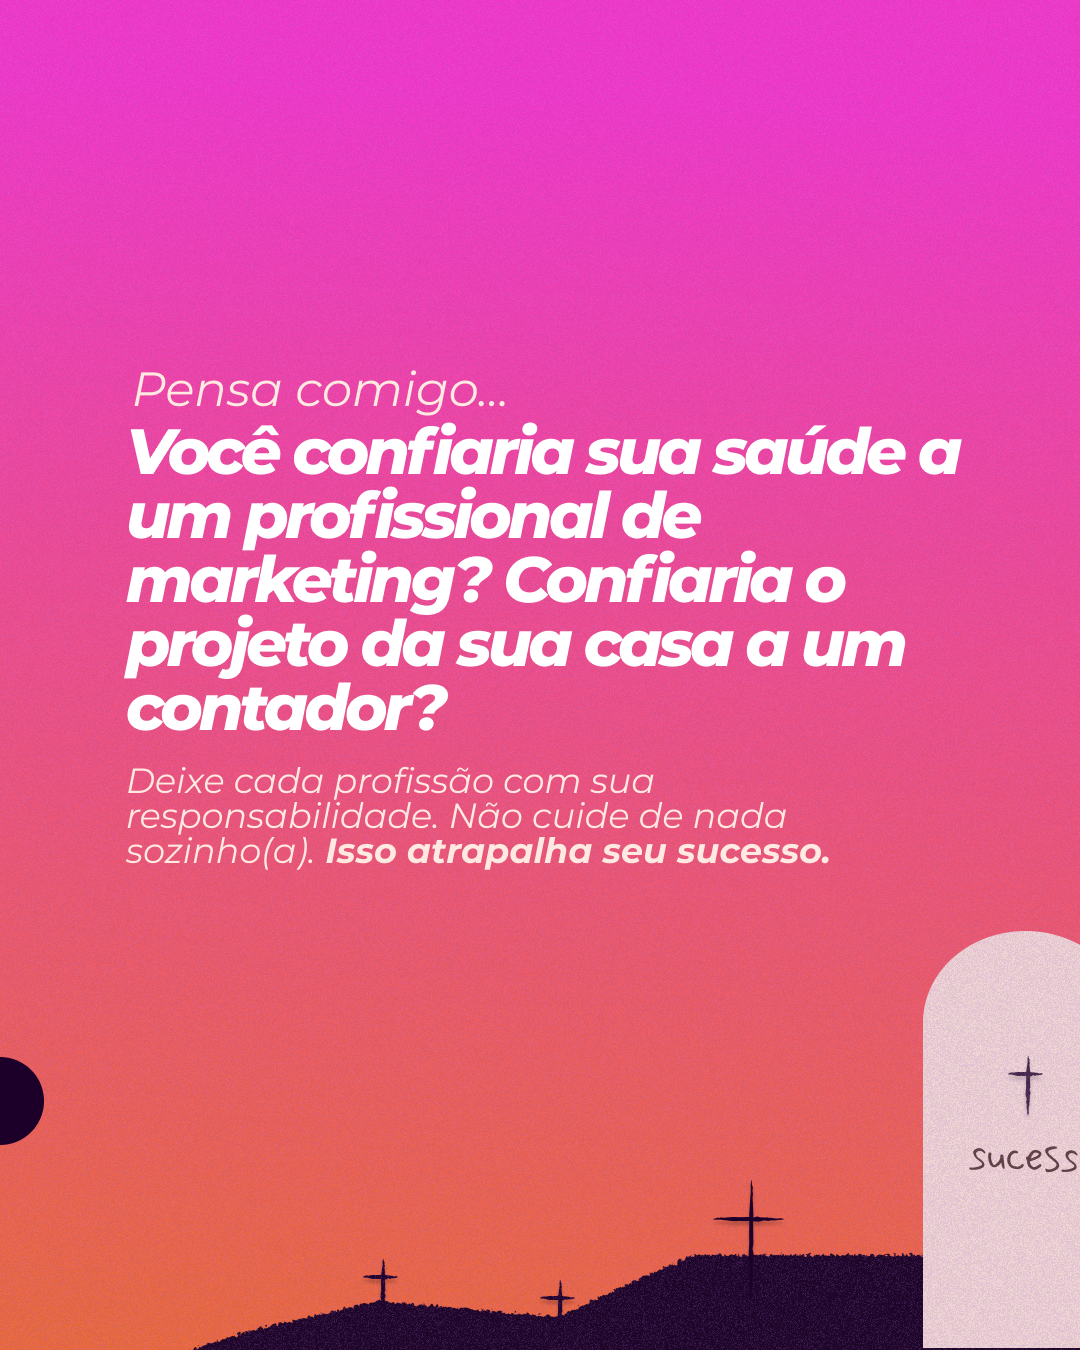 Pensa comigo...
Você confiaria sua saúde a
um profissional de
marketing? Confiaria o
projeto da sua casa a um
contador?
Deixe cada profissão com sua
responsabilidade. Não cuide de nada
sozinho(a). Isso atrapalha seu sucesso.
sucess